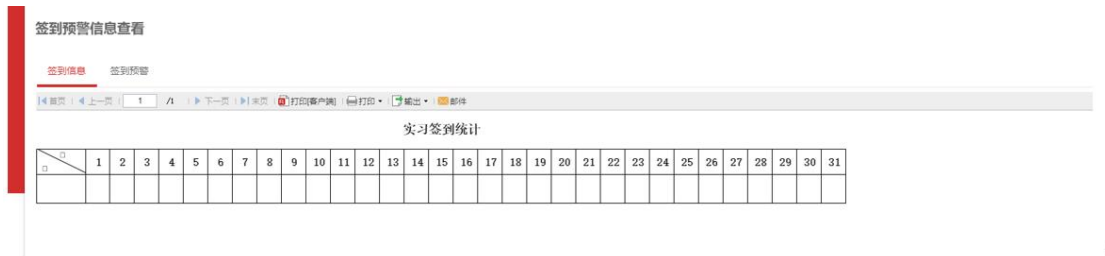 签到预警信息查看
签到信息 签到预警
首页 上一页 1 /1 下一页 末页 打印[客户端] 打印 输出 邮件
实习签到统计
1 2 3 4 5 6 7 8 9 10 11 12 13 14 15 16 17 18 19 20 21 22 23 24 25 26 27 28 29 30 31